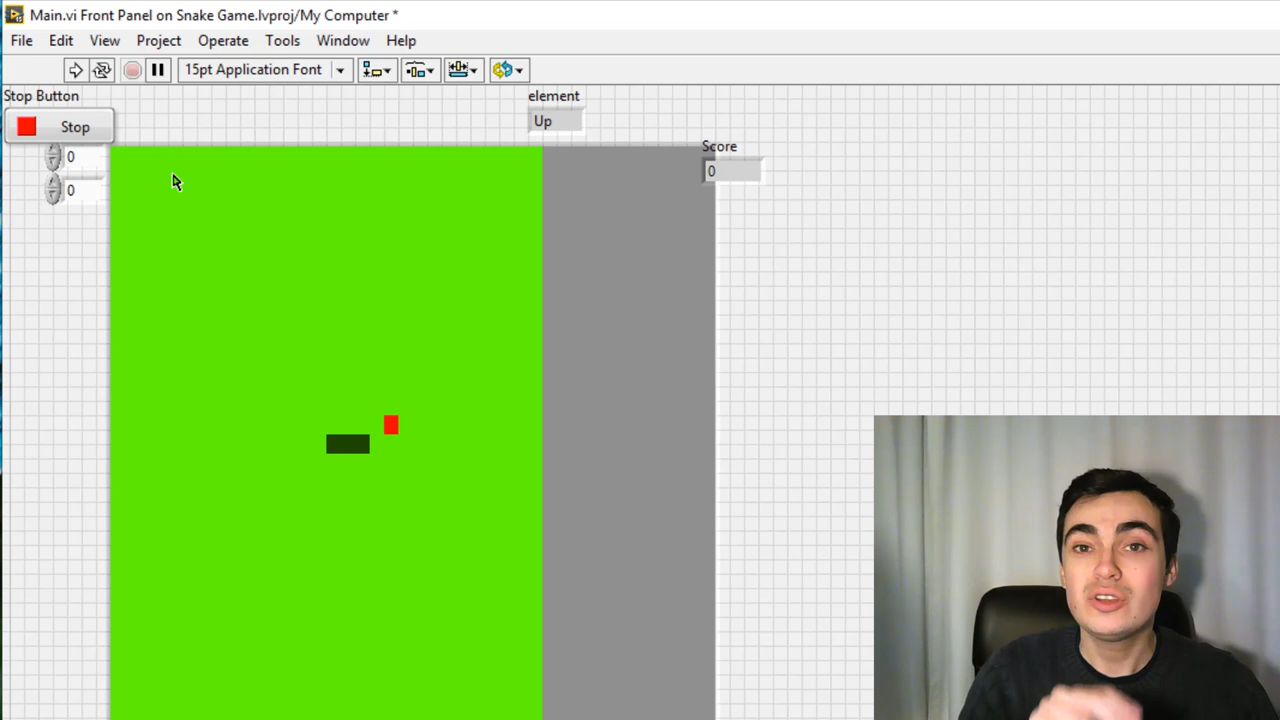 Main.vi Front Panel on Snake Game.lvproj/My Computer *
File Edit View Project Operate Tools Window Help
15pt Application Font
Stop Button
element
Stop
Up
Score
0
0
0